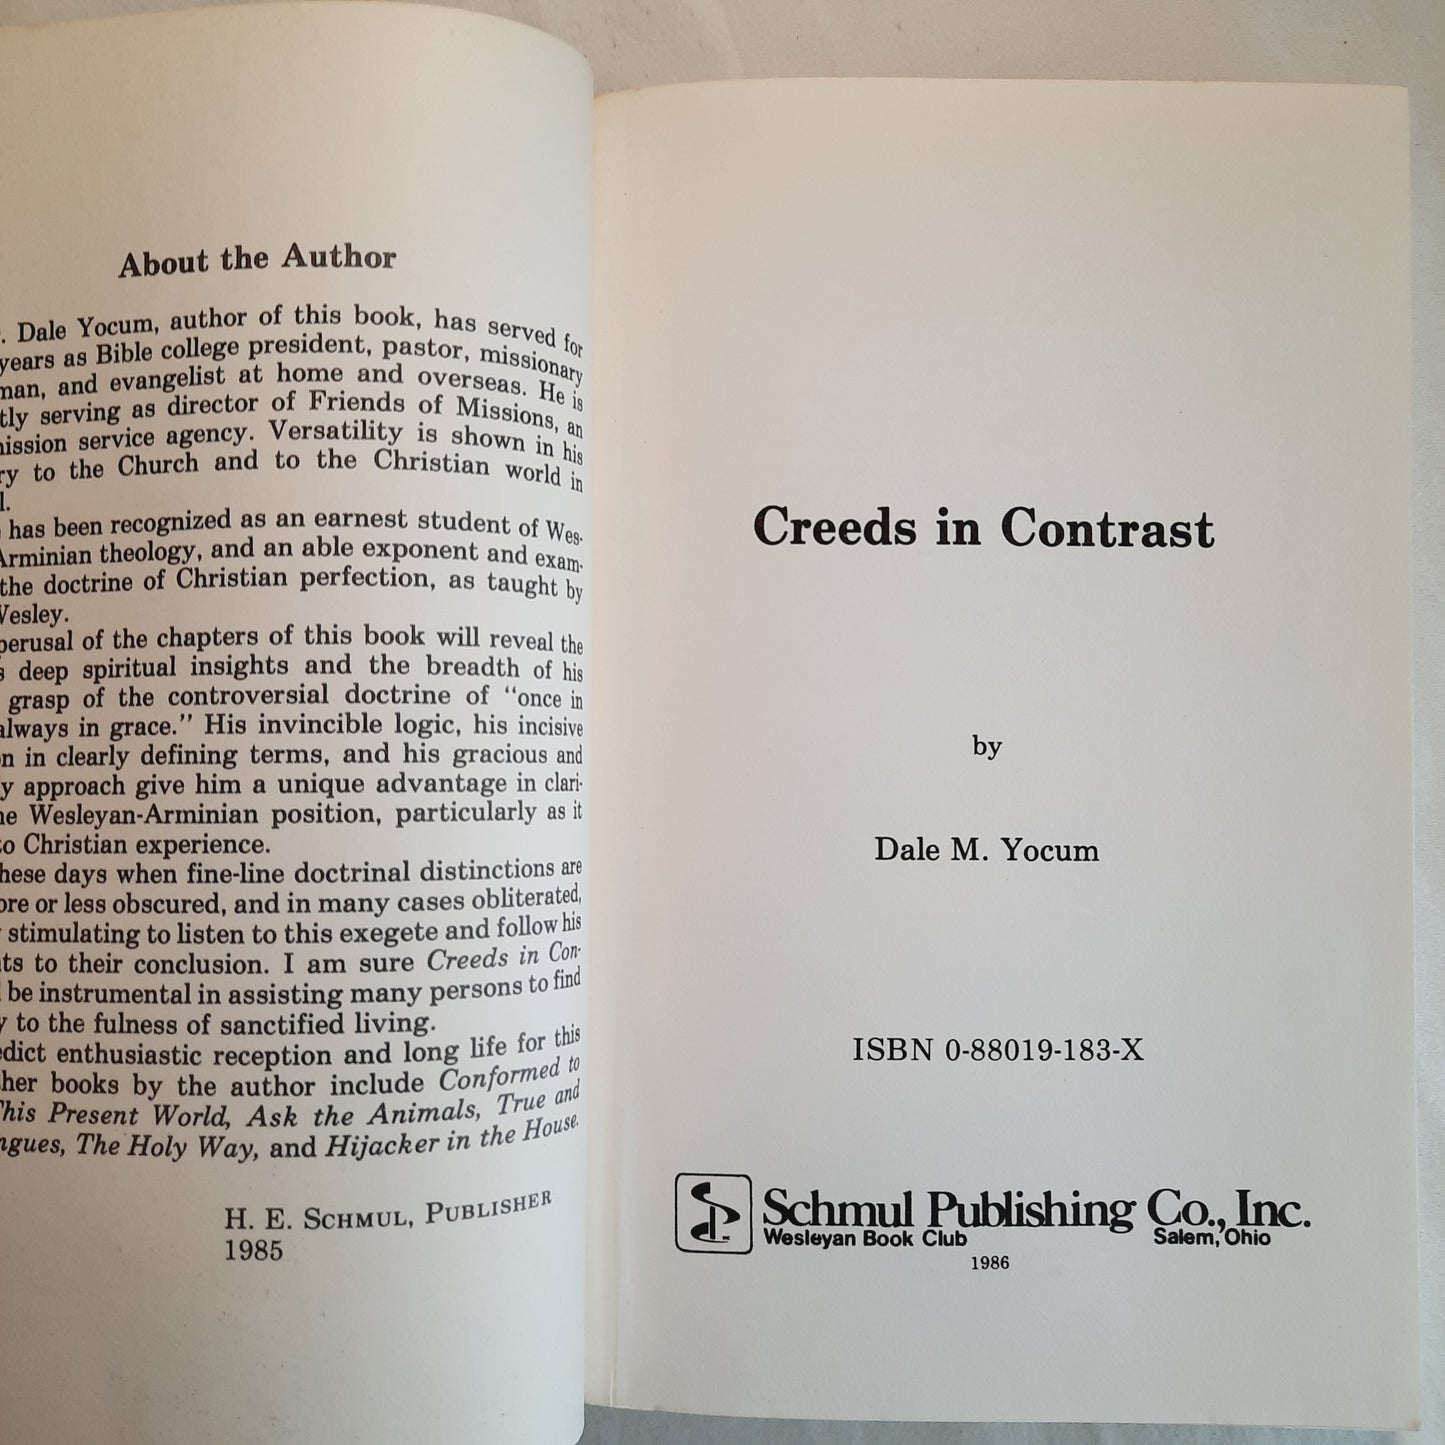 About the Author
. Dale Yocum, author of this book, has served for
years as Bible college president, pastor, missionary
man, and evangelist at home and overseas. He is
tly serving as director of Friends of Missions, an
ission service agency. Versatility is shown in his
ry to the Church and to the Christian world in
l.
has been recognized as an earnest student of Wes-
Arminian theology, and an able exponent and exam-
the doctrine of Christian perfection, as taught by
Wesley.
perusal of the chapters of this book will reveal the
s deep spiritual insights and the breadth of his
grasp of the controversial doctrine of “once in
always in grace.” His invincible logic, his incisive
n in clearly defining terms, and his gracious and
y approach give him a unique advantage in clari-
he Wesleyan-Arminian position, particularly as it
to Christian experience.
hese days when fine-line doctrinal distinctions are
ore or less obscured, and in many cases obliterated,
stimulating to listen to this exegete and follow his
ts to their conclusion. I am sure Creeds in Con-
be instrumental in assisting many persons to find
y to the fulness of sanctified living.
edict enthusiastic reception and long life for this
her books by the author include Conformed to
This Present World, Ask the Animals, True and
ngues, The Holy Way, and Hijacker in the House.
H. E. SCHMUL, PUBLISHER
1985
Creeds in Contrast
by
Dale M. Yocum
ISBN 0-88019-183-X
Schmul Publishing Co., Inc.
Wesleyan Book Club Salem, Ohio
1986